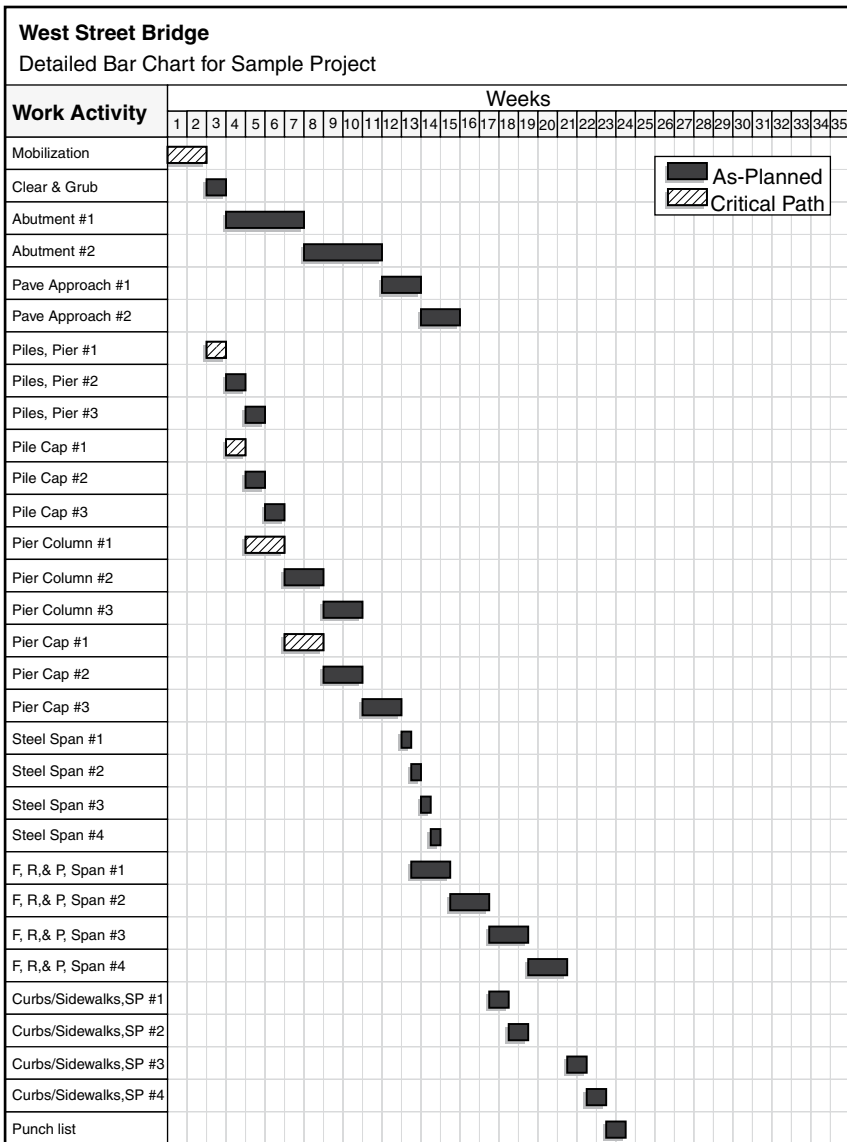 West Street Bridge
Detailed Bar Chart for Sample Project
Work Activity
Weeks
1 2 3 4 5 6 7 8 9 10 11 12 13 14 15 16 17 18 19 20 21 22 23 24 25 26 27 28 29 30 31 32 33 34 35
As-Planned
Critical Path
Mobilization
Clear & Grub
Abutment #1
Abutment #2
Pave Approach #1
Pave Approach #2
Piles, Pier #1
Piles, Pier #2
Piles, Pier #3
Pile Cap #1
Pile Cap #2
Pile Cap #3
Pier Column #1
Pier Column #2
Pier Column #3
Pier Cap #1
Pier Cap #2
Pier Cap #3
Steel Span #1
Steel Span #2
Steel Span #3
Steel Span #4
F, R,& P, Span #1
F, R,& P, Span #2
F, R,& P, Span #3
F, R,& P, Span #4
Curbs/Sidewalks,SP #1
Curbs/Sidewalks,SP #2
Curbs/Sidewalks,SP #3
Curbs/Sidewalks,SP #4
Punch list